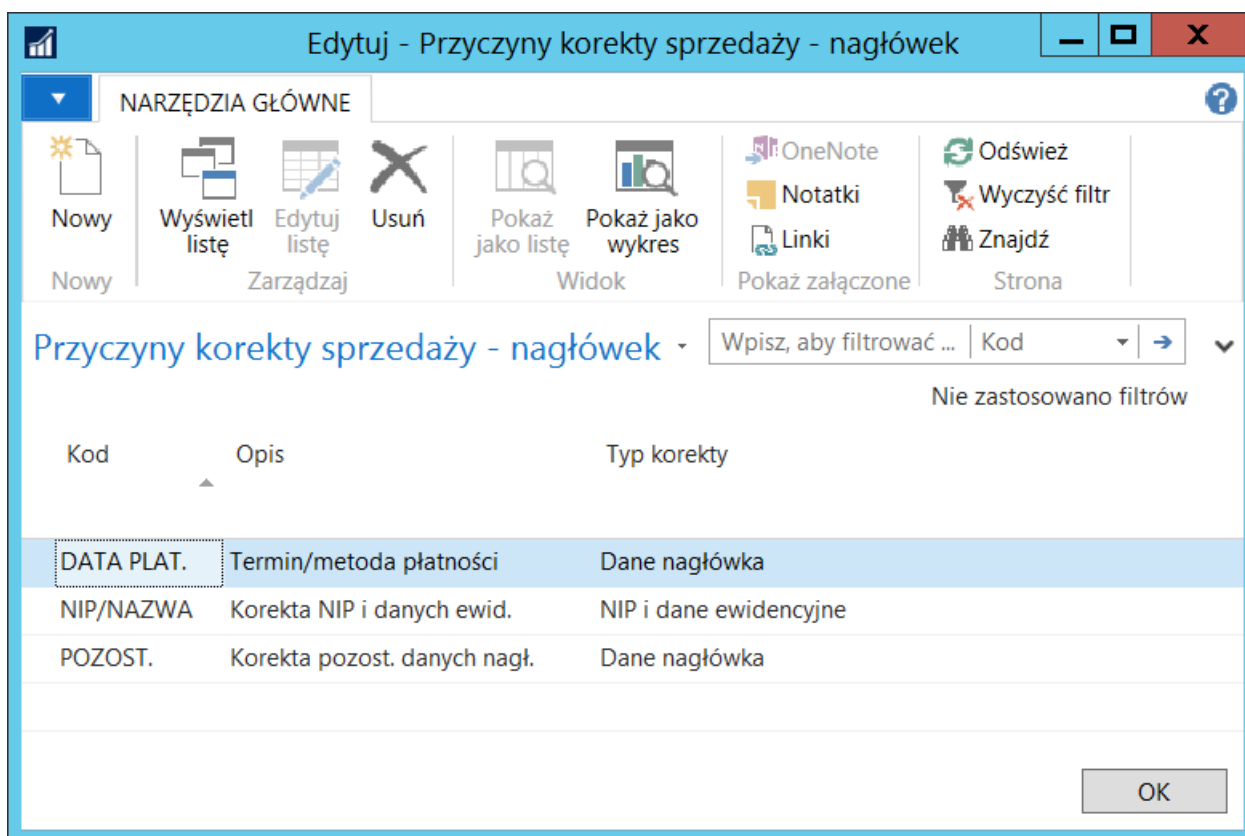 Edytuj - Przyczyny korekty sprzedaży - nagłówek
NARZĘDZIA GŁÓWNE
Nowy
Wyświetl listę
Edytuj listę
Usuń
Pokaż jako listę
Pokaż jako wykres
OneNote
Notatki
Linki
Odśwież
Wyczyść filtr
Znajdź
Nowy
Zarządzaj
Widok
Pokaż załączone
Strona
Przyczyny korekty sprzedaży - nagłówek
Wpisz, aby filtrować ... Kod
Nie zastosowano filtrów
Kod Opis Typ korekty
DATA PLAT. Termin/metoda płatności Dane nagłówka
NIP/NAZWA Korekta NIP i danych ewid. NIP i dane ewidencyjne
POZOST. Korekta pozost. danych nagł. Dane nagłówka
OK